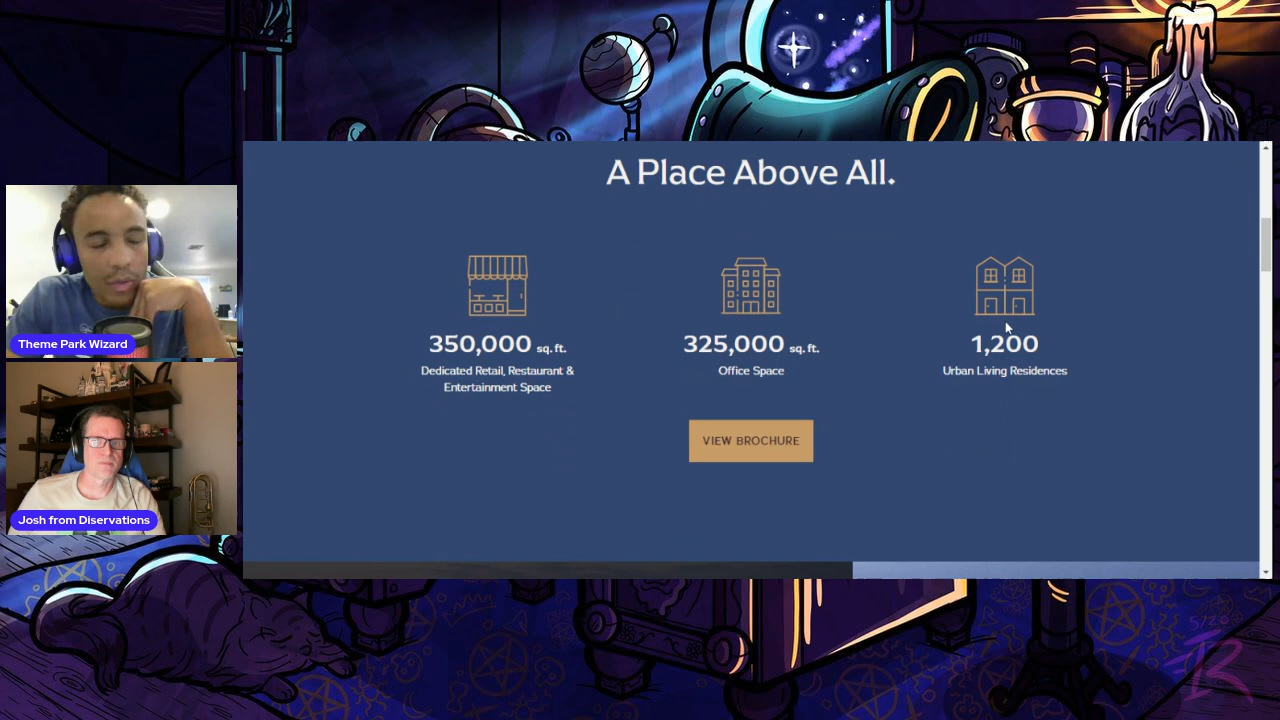 A Place Above All.
350,000 sq. ft.
Dedicated Retail, Restaurant &
Entertainment Space
325,000 sq. ft.
Office Space
1,200
Urban Living Residences
VIEW BROCHURE
Theme Park Wizard
Josh from Diservations